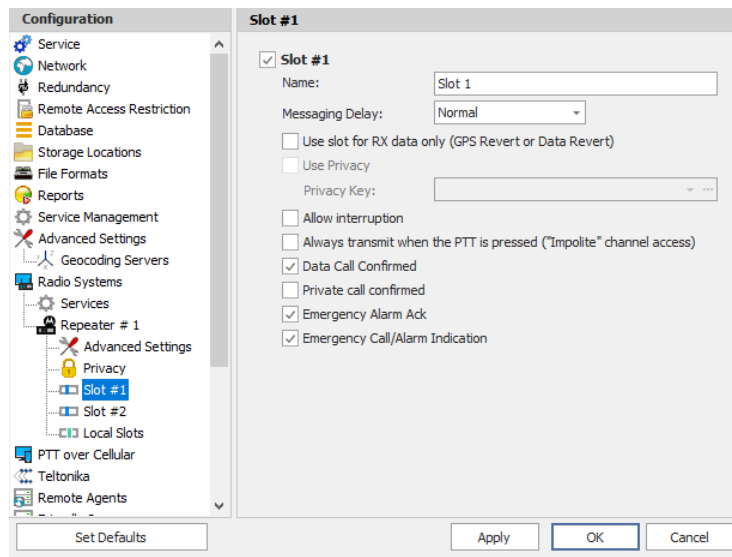 Configuration
Service
Network
Redundancy
Remote Access Restriction
Database
Storage Locations
File Formats
Reports
Service Management
Advanced Settings
Geocoding Servers
Radio Systems
Services
Repeater # 1
Advanced Settings
Privacy
Slot #1
Slot #2
Local Slots
PTT over Cellular
Teltonika
Remote Agents
Set Defaults
Slot #1
Slot #1
Name: Slot 1
Messaging Delay: Normal
Use slot for RX data only (GPS Revert or Data Revert)
Use Privacy
Privacy Key:
Allow interruption
Always transmit when the PTT is pressed ("Impolite" channel access)
Data Call Confirmed
Private call confirmed
Emergency Alarm Ack
Emergency Call/Alarm Indication
Apply OK Cancel